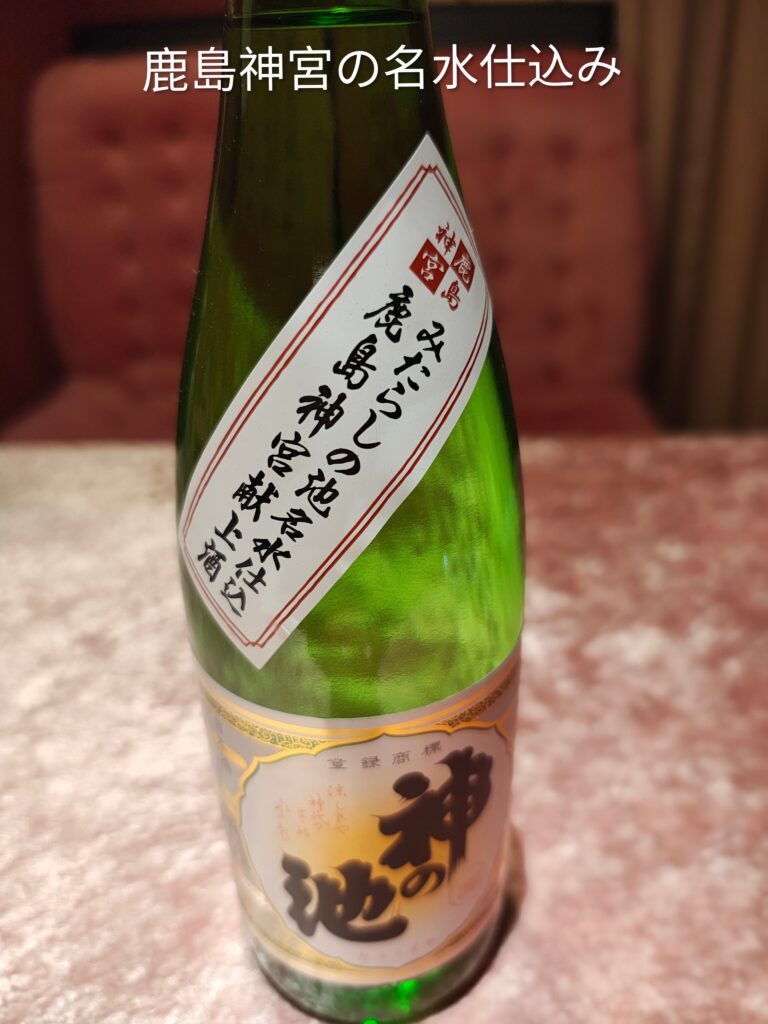 鹿島神宮の名水仕込み
鹿島
神宮
みたらしの池名水仕込
鹿島神宮献上酒
登録商標
神の池